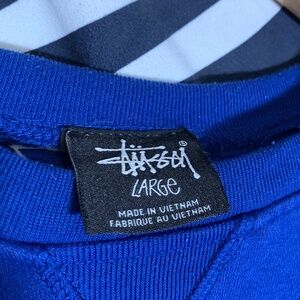 Stüssy®
LARGE
MADE IN VIETNAM
FABRIQUE AU VIETNAM